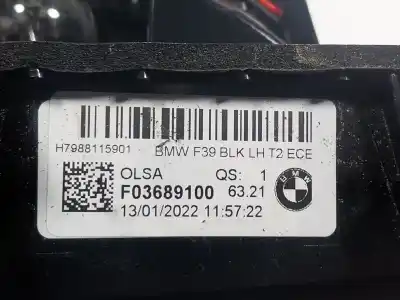 H7988115901 BMW F39 BLK LH T2 ECE
OLSA QS: 1
F03689100 63.21
13/01/2022 11:57:22
BMW